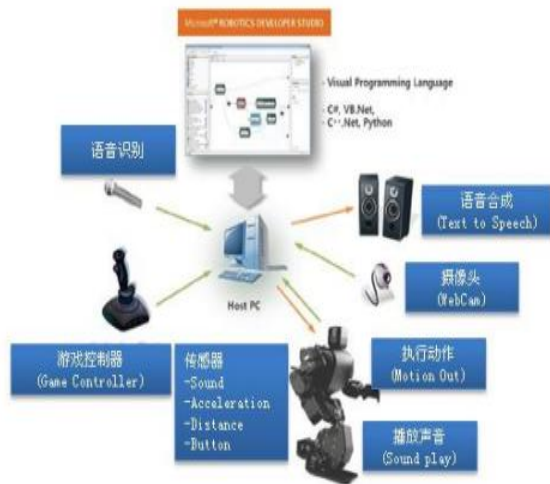 Microsoft® ROBOTICS DEVELOPER STUDIO
- Visual Programming Language
- C#, VB.Net,
C++.Net, Python
语音识别
语音合成
(Text to Speech)
摄像头
(WebCam)
Host PC
游戏控制器
(Game Controller)
传感器
-Sound
-Acceleration
-Distance
-Button
执行动作
(Motion Out)
播放声音
(Sound play)